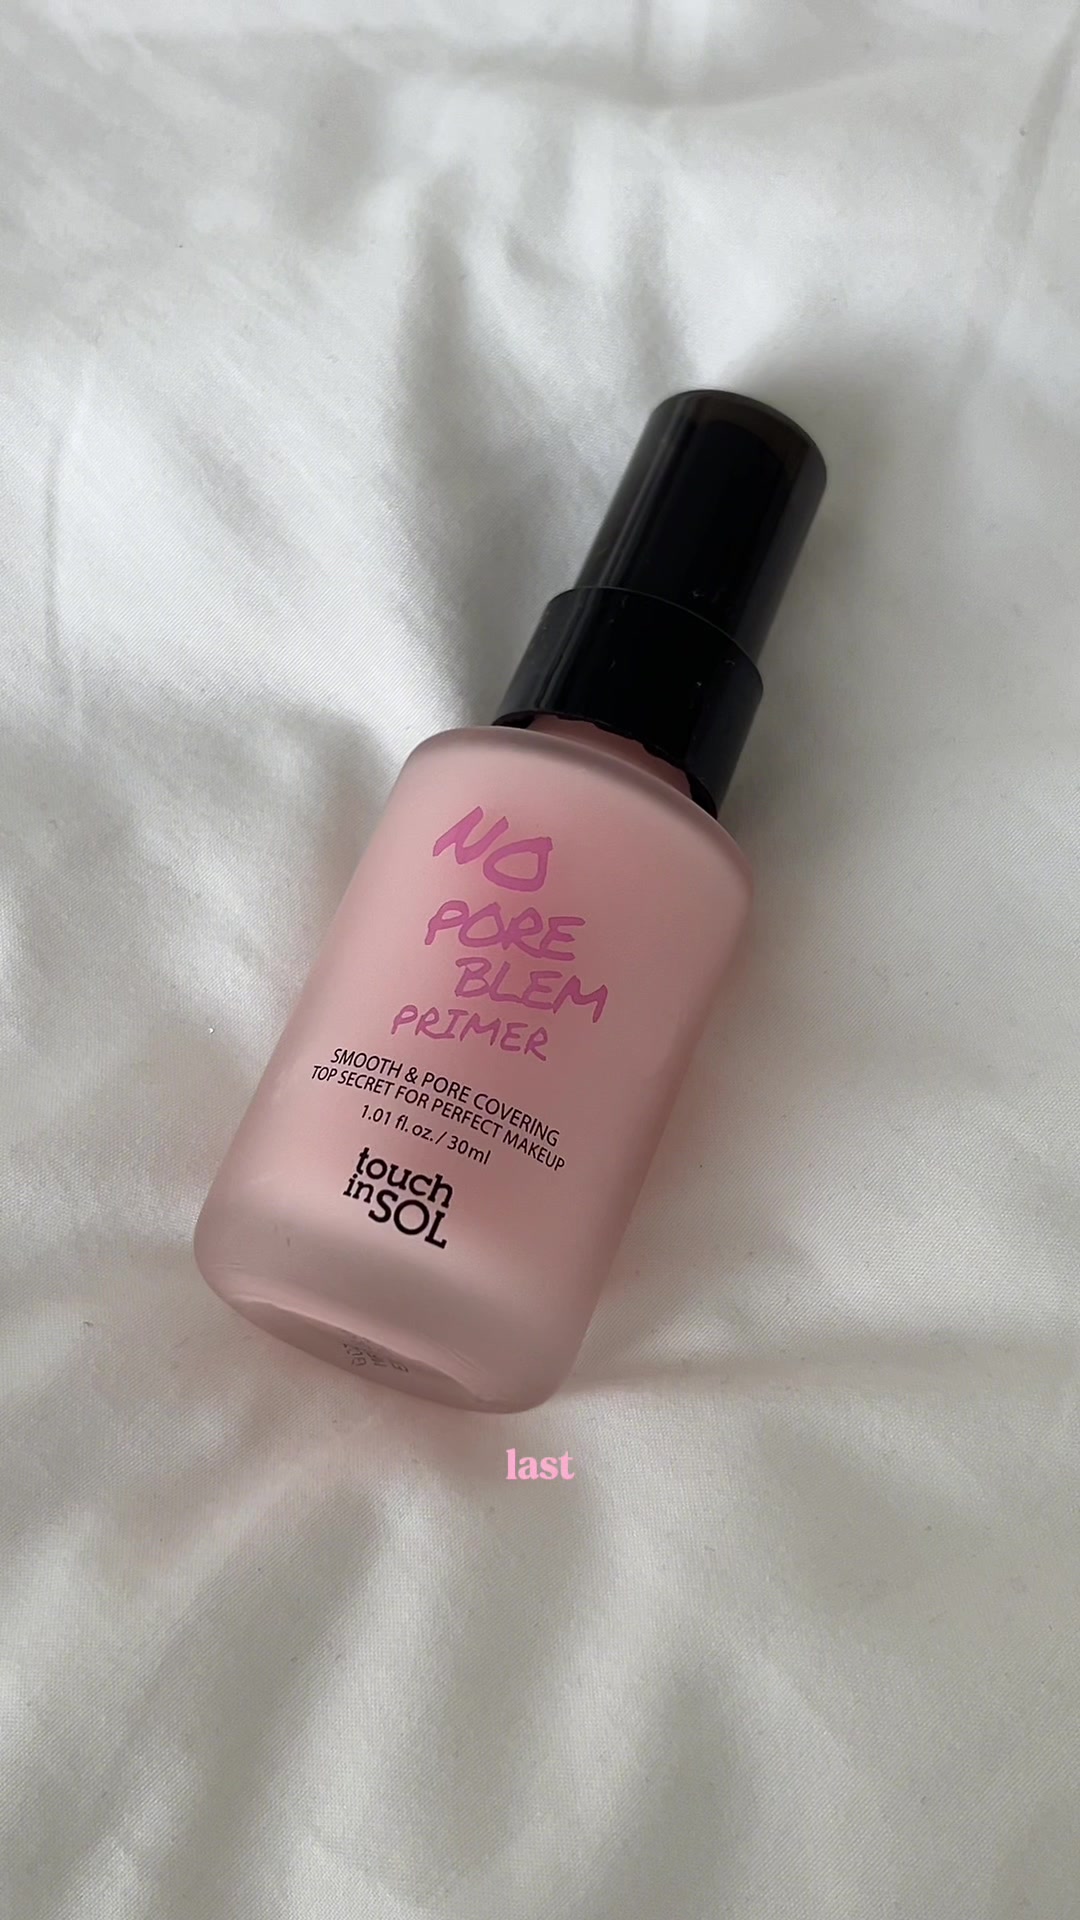 NO
PORE
BLEM
PRIMER
SMOOTH & PORE COVERING
TOP SECRET FOR PERFECT MAKEUP
1.01 fl. oz. / 30ml
touch
inSOL
last